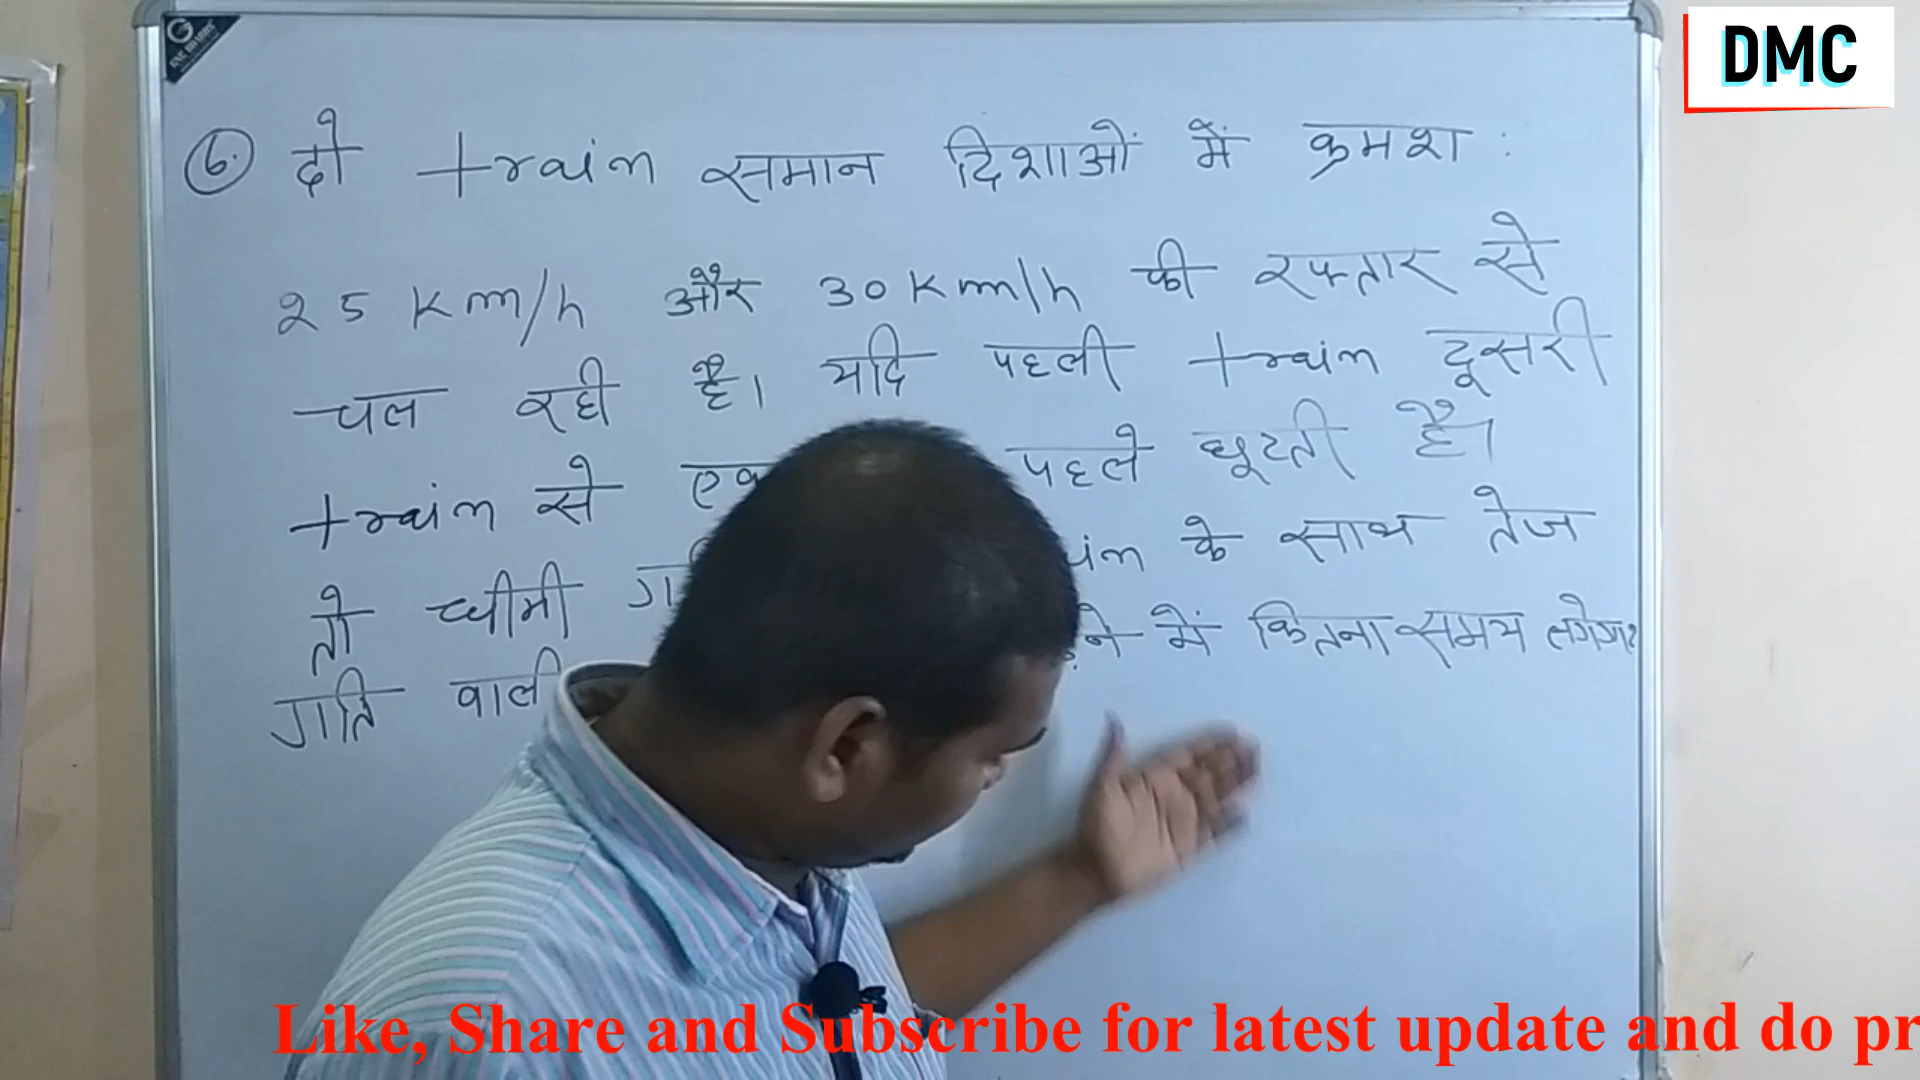 DMC
6. दो train समान दिशाओं में क्रमश:
25 Km/h और 30 Km/h की रफ्तार से
चल रही है। यदि पहली train दूसरी
train से एक पहले छूटती है।
तो धीमी के साथ तेज
गति वाली में कितना समय लगेगा?
Like, Share and Subscribe for latest update and do pr